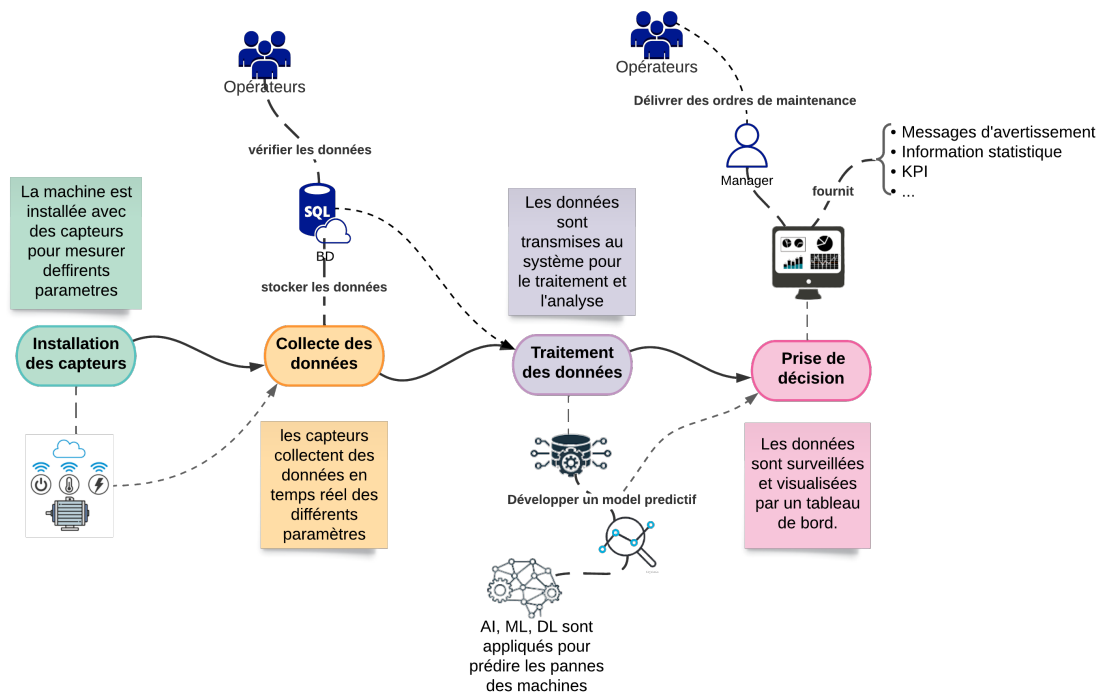 Opérateurs
vérifier les données
SQL
BD
stocker les données
La machine est
installée avec
des capteurs
pour mesurer
deffirents
parametres
Installation
des capteurs
Collecte des
données
les capteurs
collectent des
données en
temps réel des
différents
paramètres
Les données
sont
transmises au
système pour
le traitement et
l'analyse
Traitement
des données
Développer un model predictif
AI, ML, DL sont
appliqués pour
prédire les pannes
des machines
Opérateurs
Délivrer des ordres de maintenance
Manager
fournit
• Messages d'avertissement
• Information statistique
• KPI
• ...
Prise de
décision
Les données
sont surveillées
et visualisées
par un tableau
de bord.